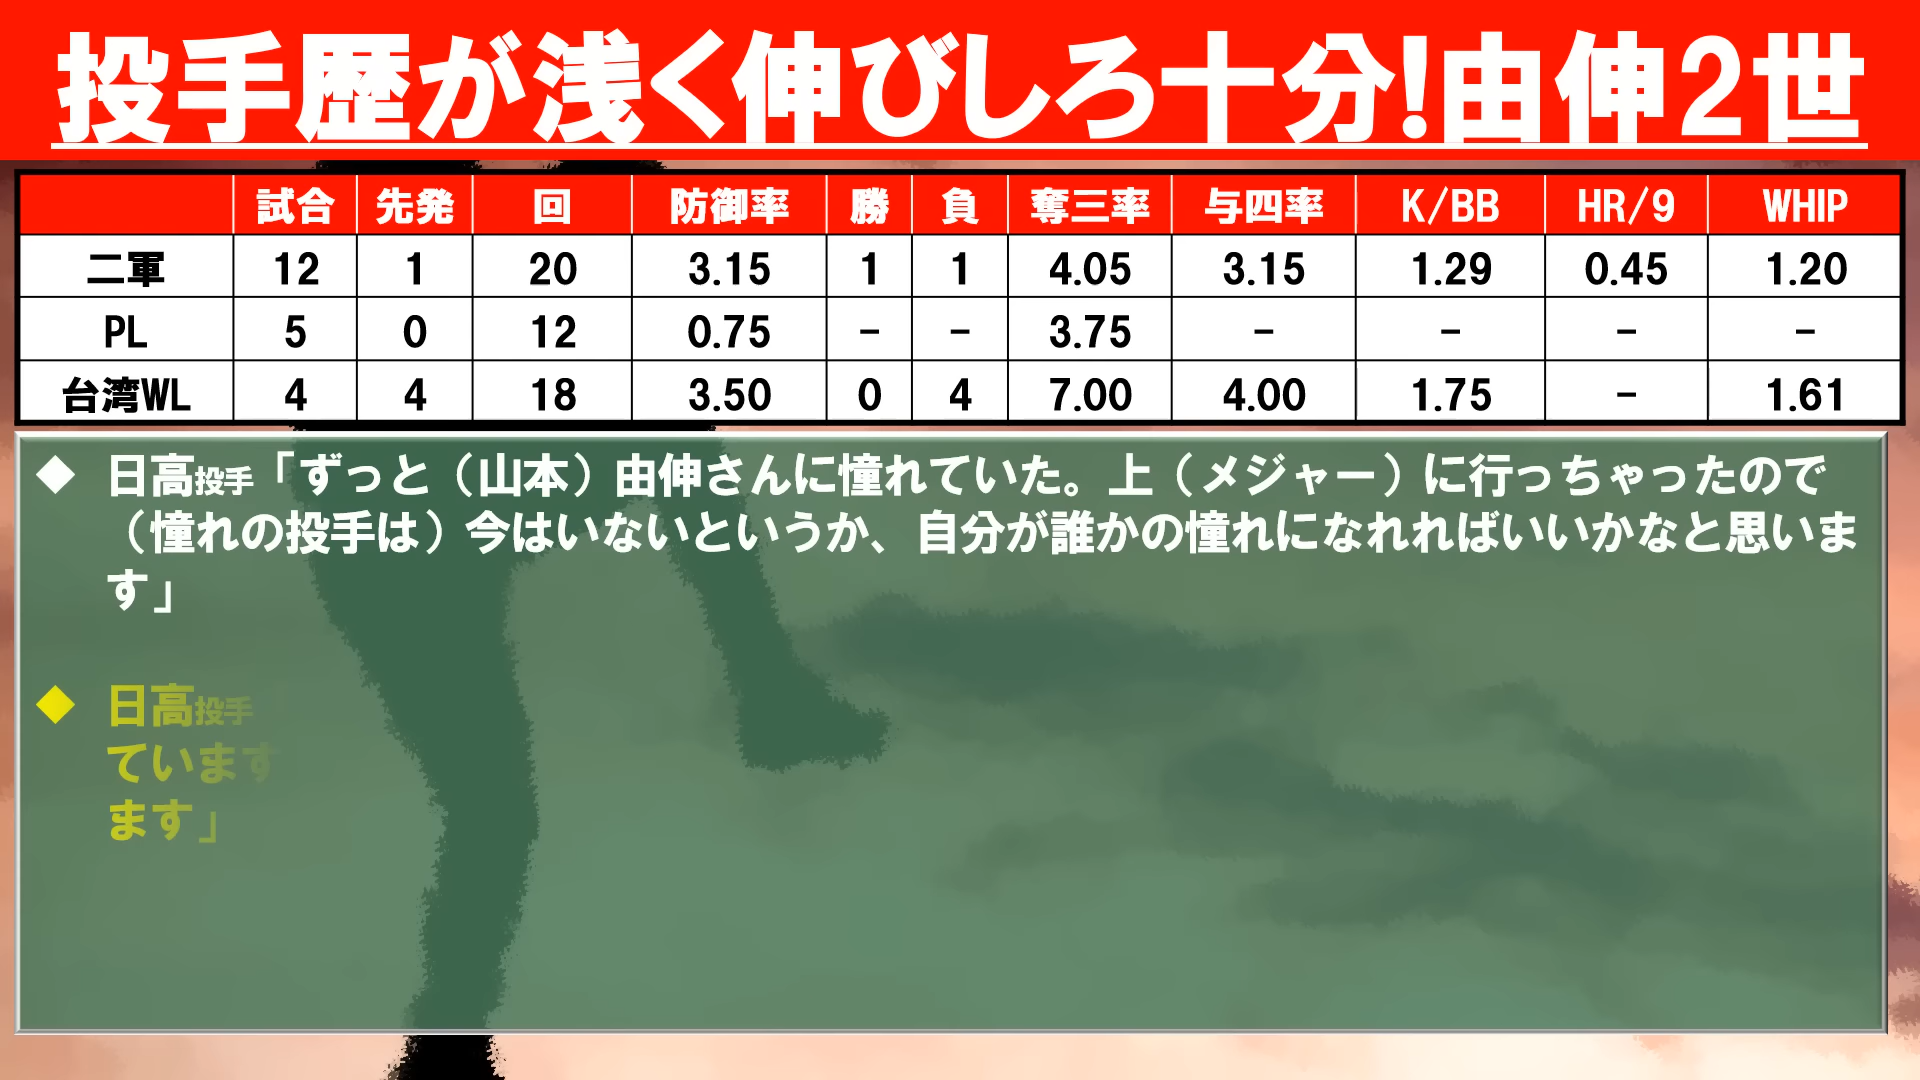 投手歴が浅く伸びしろ十分!由伸2世
試合 先発 回 防御率 勝 負 奪三率 与四率 K/BB HR/9 WHIP
二軍 12 1 20 3.15 1 1 4.05 3.15 1.29 0.45 1.20
PL 5 0 12 0.75 - - 3.75 - - - -
台湾WL 4 4 18 3.50 0 4 7.00 4.00 1.75 - 1.61
◆ 日高投手「ずっと（山本）由伸さんに憧れていた。上（メジャー）に行っちゃったので
（憧れの投手は）今はいないというか、自分が誰かの憧れになれればいいかなと思いま
す」
◆ 日高投手「
ています
ます」